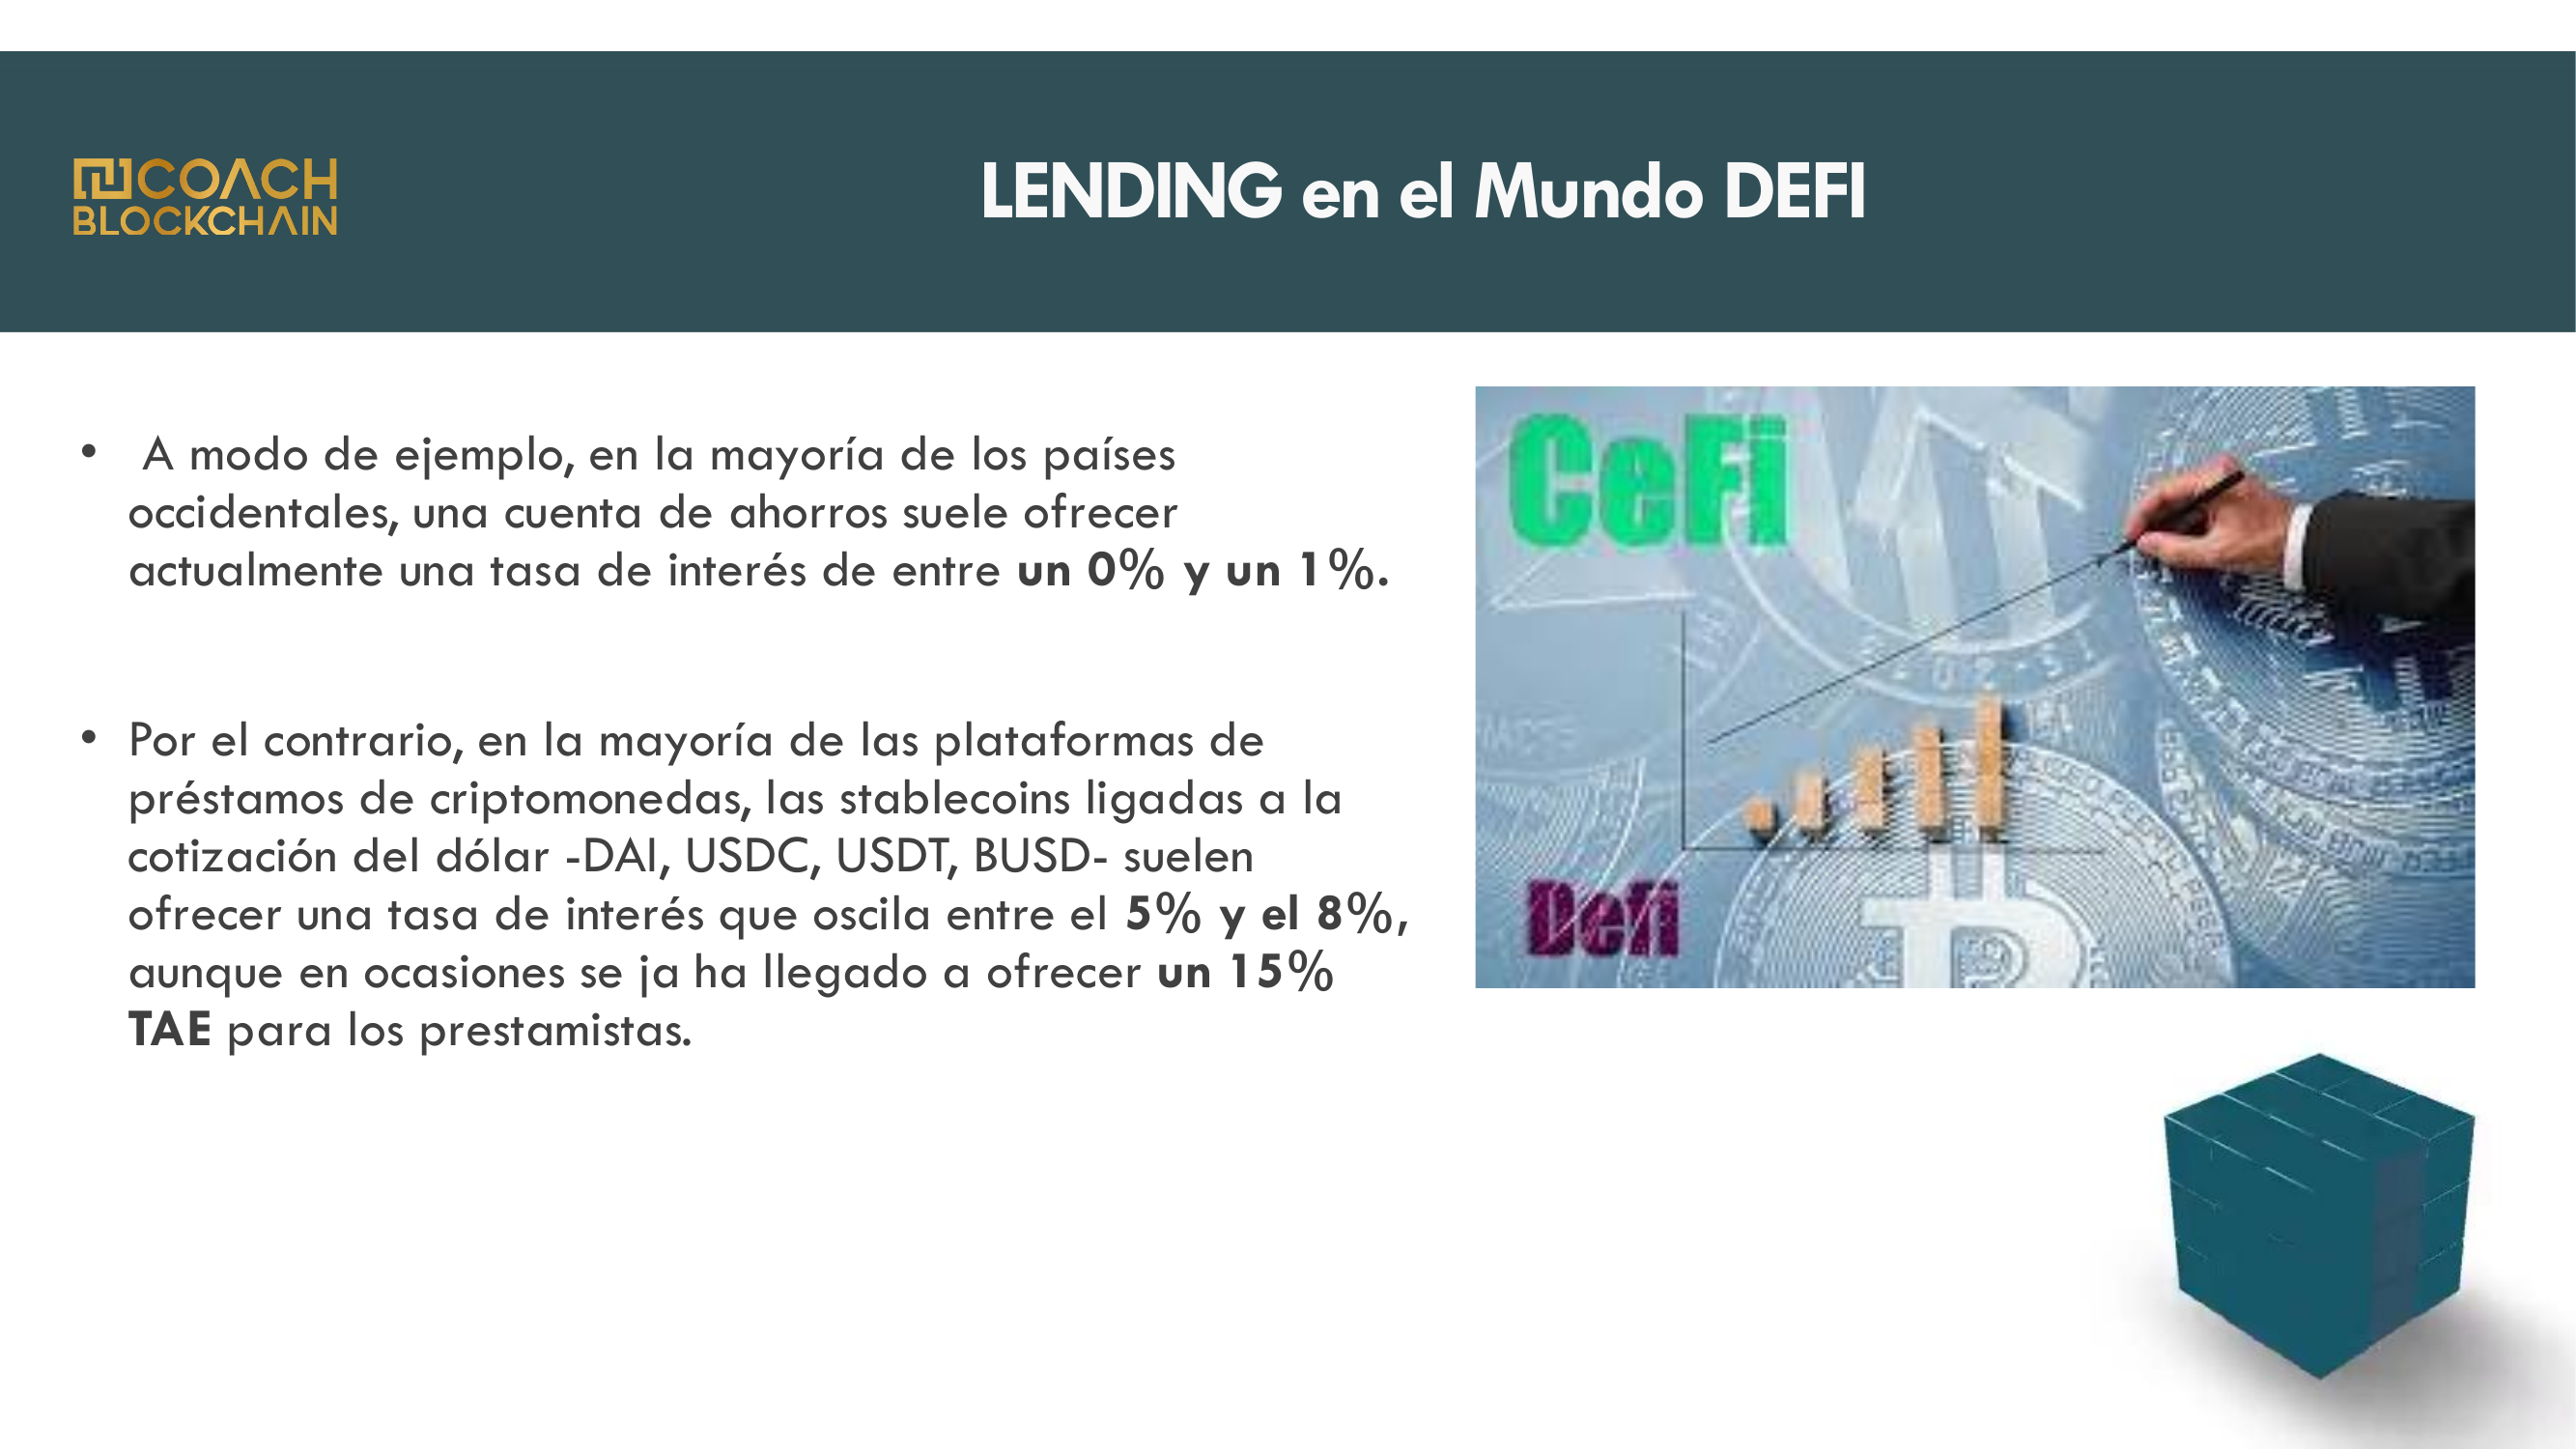 COACH
BLOCKCHAIN
LENDING en el Mundo DEFI
• A modo de ejemplo, en la mayoría de los países
occidentales, una cuenta de ahorros suele ofrecer
actualmente una tasa de interés de entre un 0% y un 1%.
• Por el contrario, en la mayoría de las plataformas de
préstamos de criptomonedas, las stablecoins ligadas a la
cotización del dólar -DAI, USDC, USDT, BUSD- suelen
ofrecer una tasa de interés que oscila entre el 5% y el 8%,
aunque en ocasiones se ja ha llegado a ofrecer un 15%
TAE para los prestamistas.
CeFi
Defi